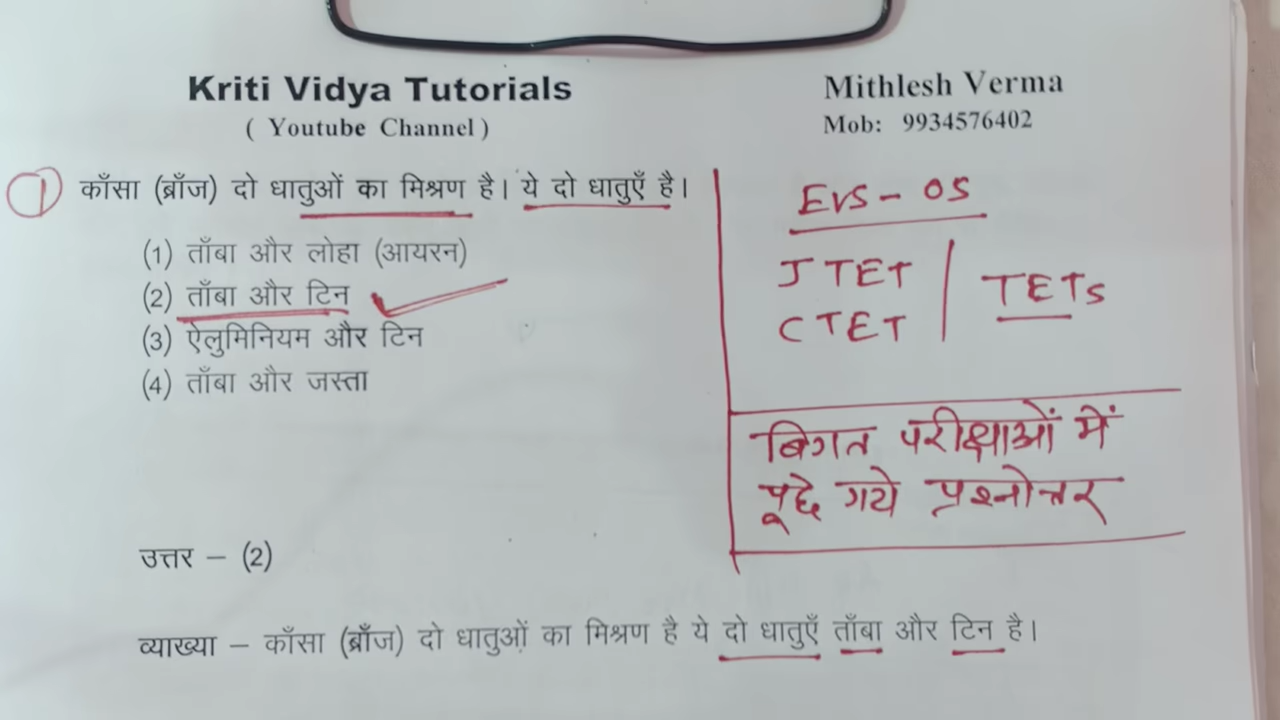 Kriti Vidya Tutorials
( Youtube Channel )
Mithlesh Verma
Mob: 9934576402
1 काँसा (ब्राँज) दो धातुओं का मिश्रण है। ये दो धातुएँ है।
(1) ताँबा और लोहा (आयरन)
(2) ताँबा और टिन
(3) ऐलुमिनियम और टिन
(4) ताँबा और जस्ता
EVS - 05
JTET
CTET
TETs
बिगत परीक्षाओं में
पूछे गये प्रश्नोत्तर
उत्तर – (2)
व्याख्या – काँसा (ब्राँज) दो धातुओं का मिश्रण है ये दो धातुएँ ताँबा और टिन है।